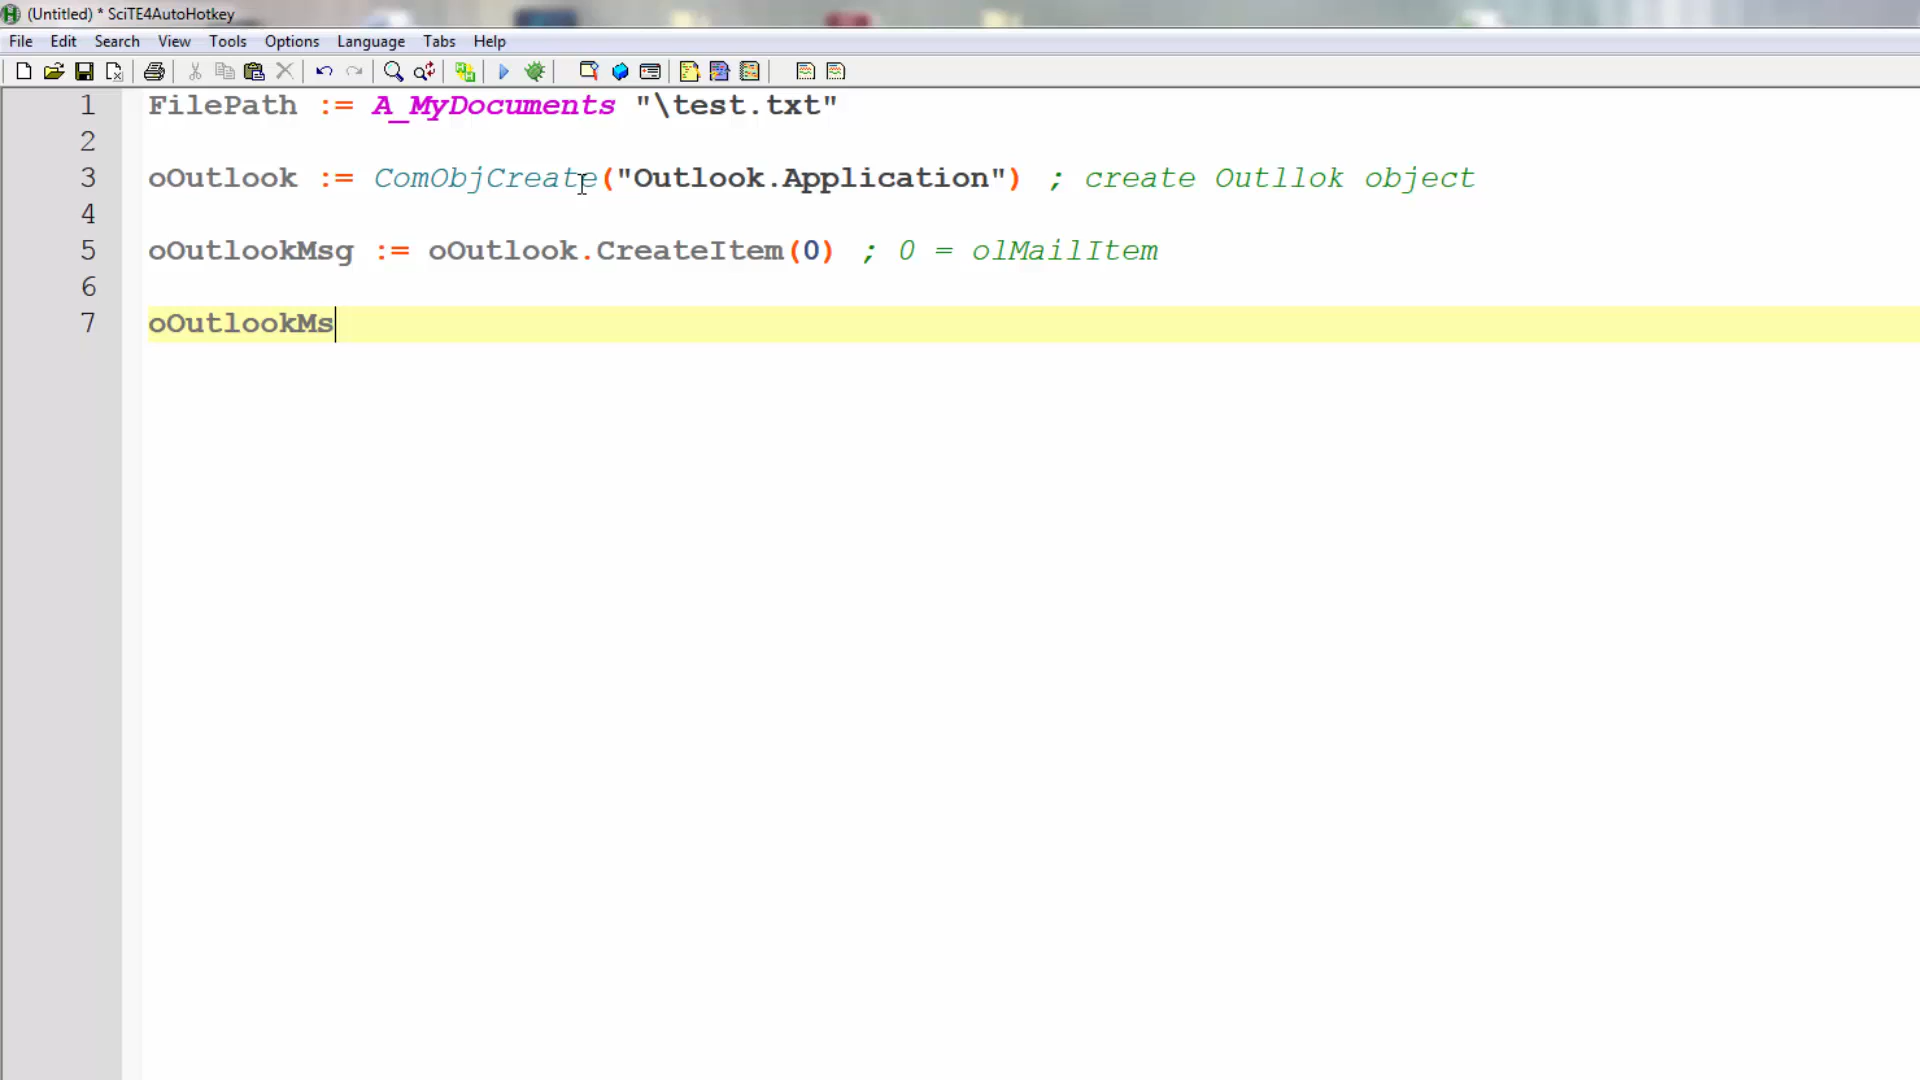 (Untitled) * SciTE4AutoHotkey
File Edit Search View Tools Options Language Tabs Help
1 FilePath := A_MyDocuments "\test.txt"
2
3 oOutlook := ComObjCreate("Outlook.Application") ; create Outllok object
4
5 oOutlookMsg := oOutlook.CreateItem(0) ; 0 = olMailItem
6
7 oOutlookMs